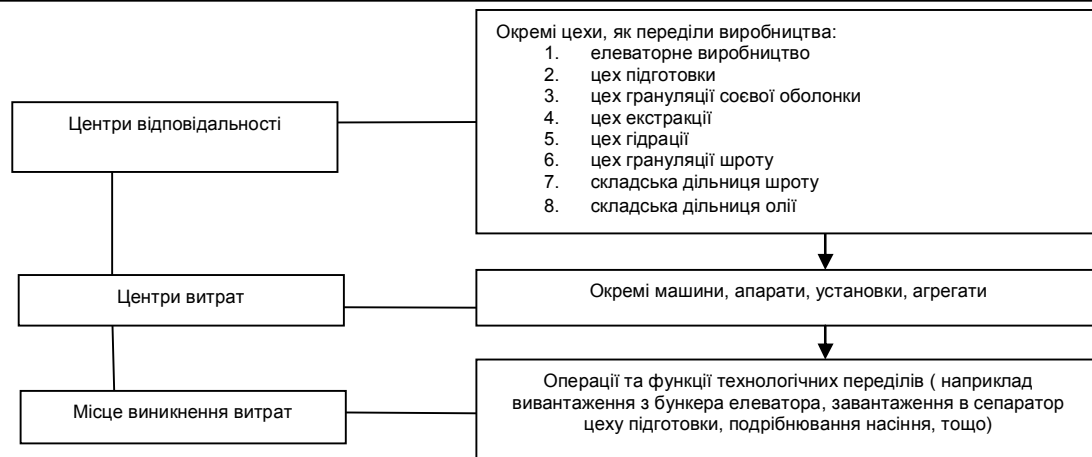 Окремі цехи, як переділи виробництва:
1. елеваторне виробництво
2. цех підготовки
3. цех грануляції соєвої оболонки
4. цех екстракції
5. цех гідрації
6. цех грануляції шроту
7. складська дільниця шроту
8. складська дільниця олії
Центри відповідальності
Центри витрат
Окремі машини, апарати, установки, агрегати
Місце виникнення витрат
Операції та функції технологічних переділів ( наприклад
вивантаження з бункера елеватора, завантаження в сепаратор
цеху підготовки, подрібнювання насіння, тощо)